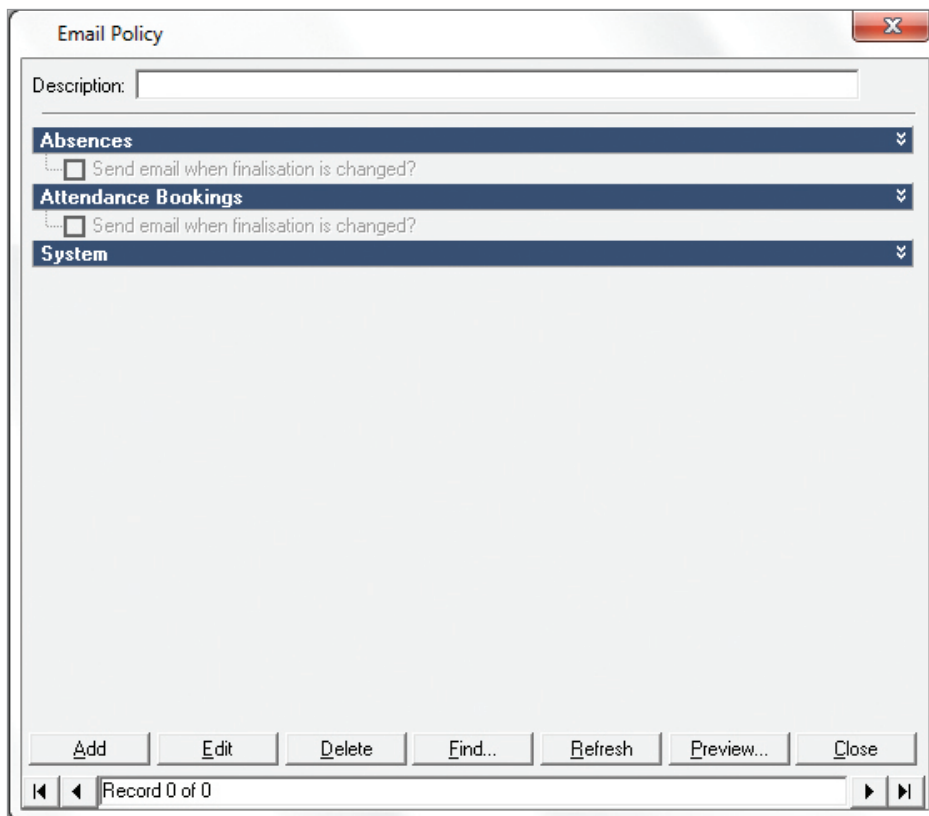 Email Policy
Description:
Absences
Send email when finalisation is changed?
Attendance Bookings
Send email when finalisation is changed?
System
Add Edit Delete Find... Refresh Preview... Close
Record 0 of 0